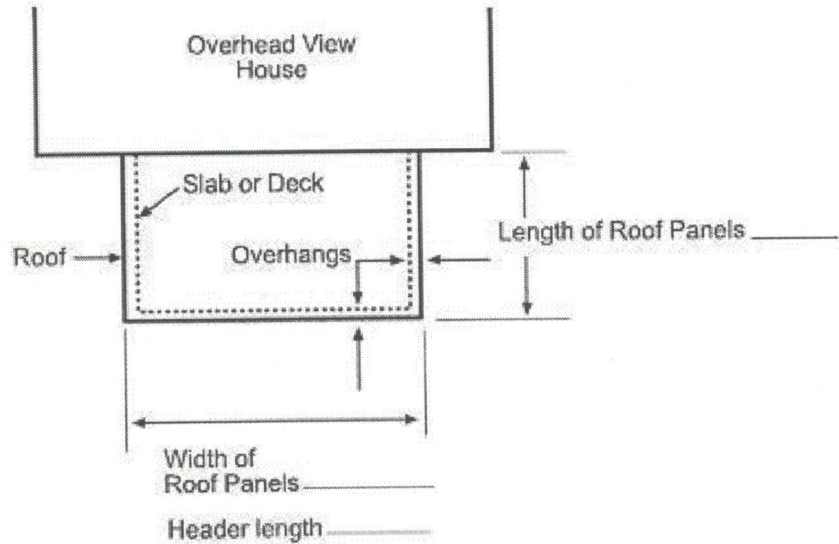 Overhead View
House
Slab or Deck
Roof
Overhangs
Length of Roof Panels
Width of
Roof Panels
Header length